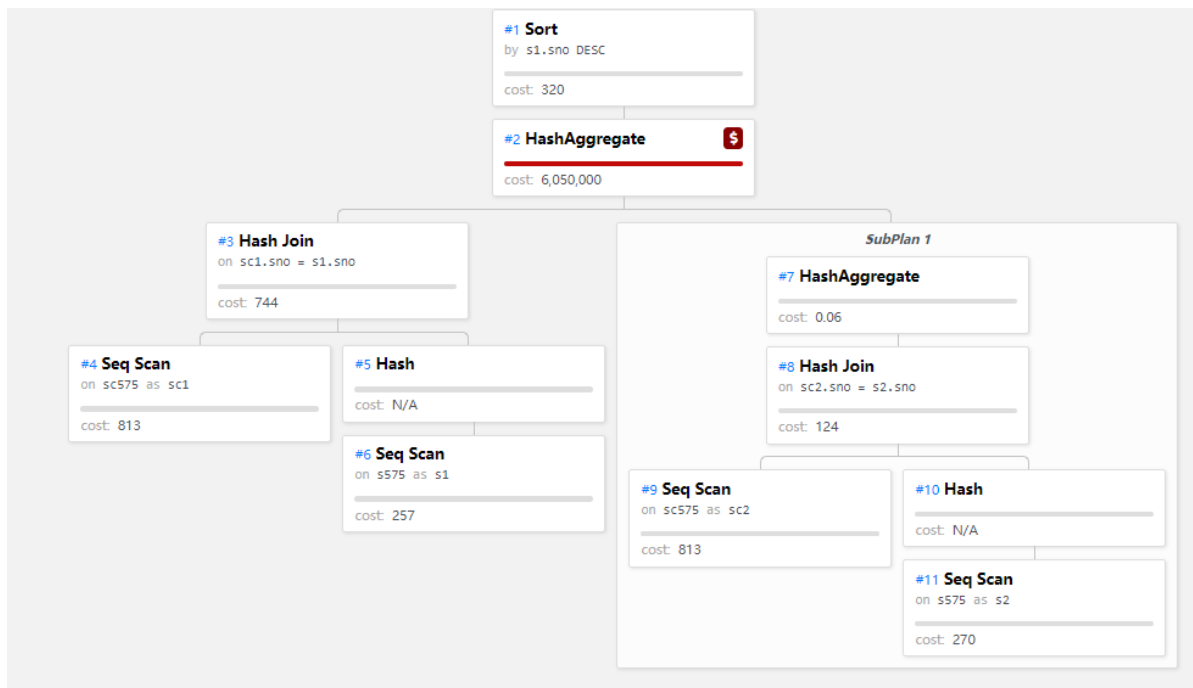 #1 Sort
by s1.sno DESC
cost: 320
#2 HashAggregate
$
cost: 6,050,000
#3 Hash Join
on sc1.sno = s1.sno
cost: 744
#4 Seq Scan
on sc575 as sc1
cost: 813
#5 Hash
cost: N/A
#6 Seq Scan
on s575 as s1
cost: 257
SubPlan 1
#7 HashAggregate
cost: 0.06
#8 Hash Join
on sc2.sno = s2.sno
cost: 124
#9 Seq Scan
on sc575 as sc2
cost: 813
#10 Hash
cost: N/A
#11 Seq Scan
on s575 as s2
cost: 270